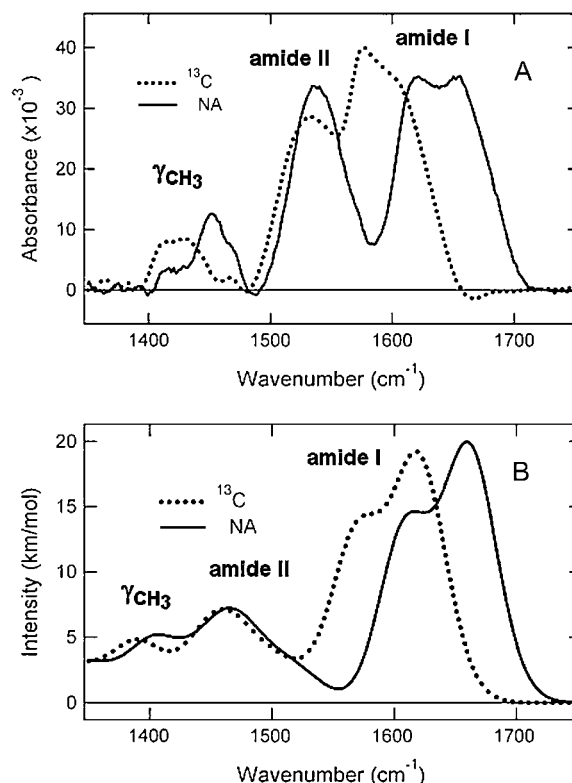 A
amide I
amide II
¹³C
NA
γCH₃
Absorbance (x10⁻³)
40
30
20
10
0
1400 1500 1600 1700
Wavenumber (cm⁻¹)
B
amide I
¹³C
NA
amide II
γCH₃
Intensity (km/mol)
20
15
10
5
0
1400 1500 1600 1700
Wavenumber (cm⁻¹)